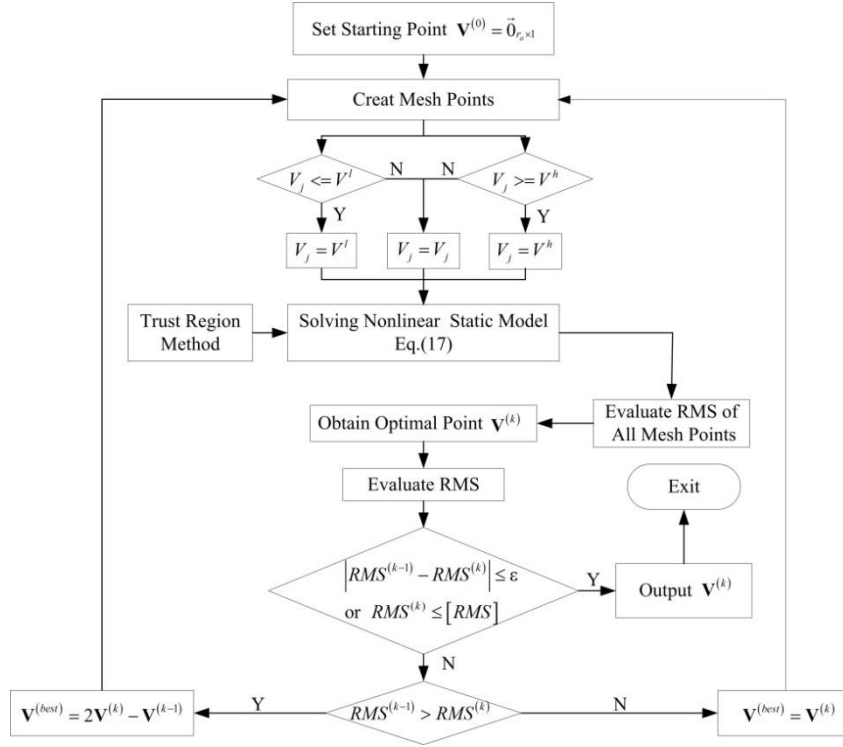 Set Starting Point V^(0) = 0⃗_{r_o×1}
Creat Mesh Points
V_j <= V^l
N
N
V_j >= V^h
Y
Y
V_j = V^l
V_j = V_j
V_j = V^h
Trust Region
Method
Solving Nonlinear Static Model
Eq.(17)
Evaluate RMS of
All Mesh Points
Obtain Optimal Point V^(k)
Evaluate RMS
Exit
|RMS^(k-1) − RMS^(k)| ≤ ε
or RMS^(k) ≤ [RMS]
Y
Output V^(k)
N
V^(best) = 2V^(k) − V^(k-1)
Y
RMS^(k-1) > RMS^(k)
N
V^(best) = V^(k)